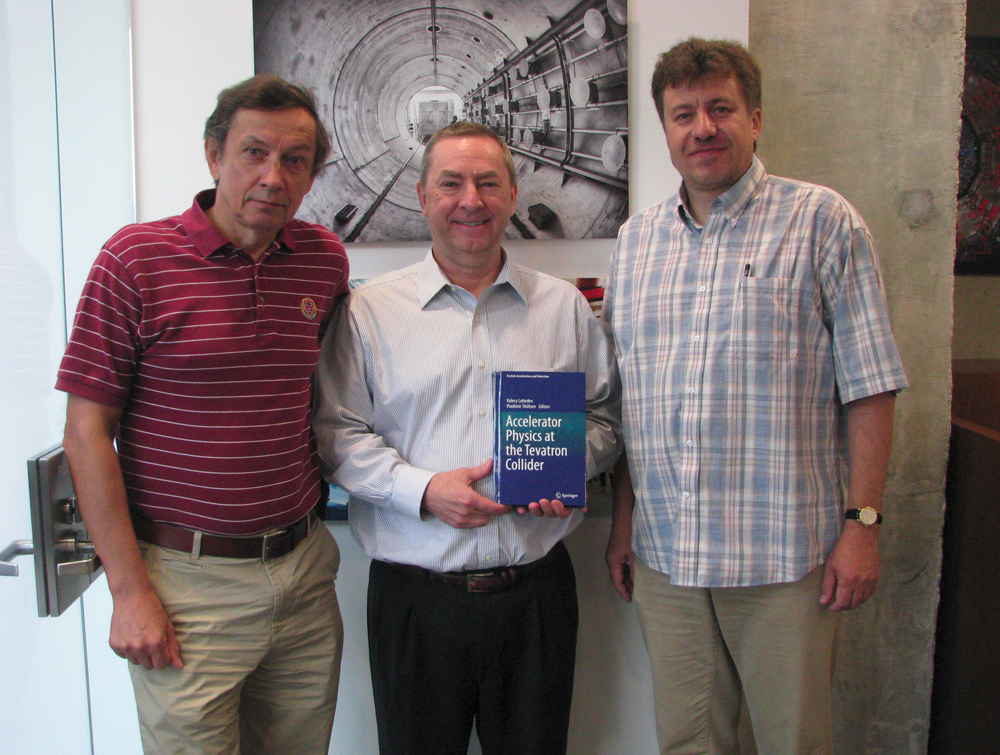 Particle Acceleration and Detection
Valery Lebedev
Vladimir Shiltsev Editors
Accelerator
Physics at
the Tevatron
Collider
Springer